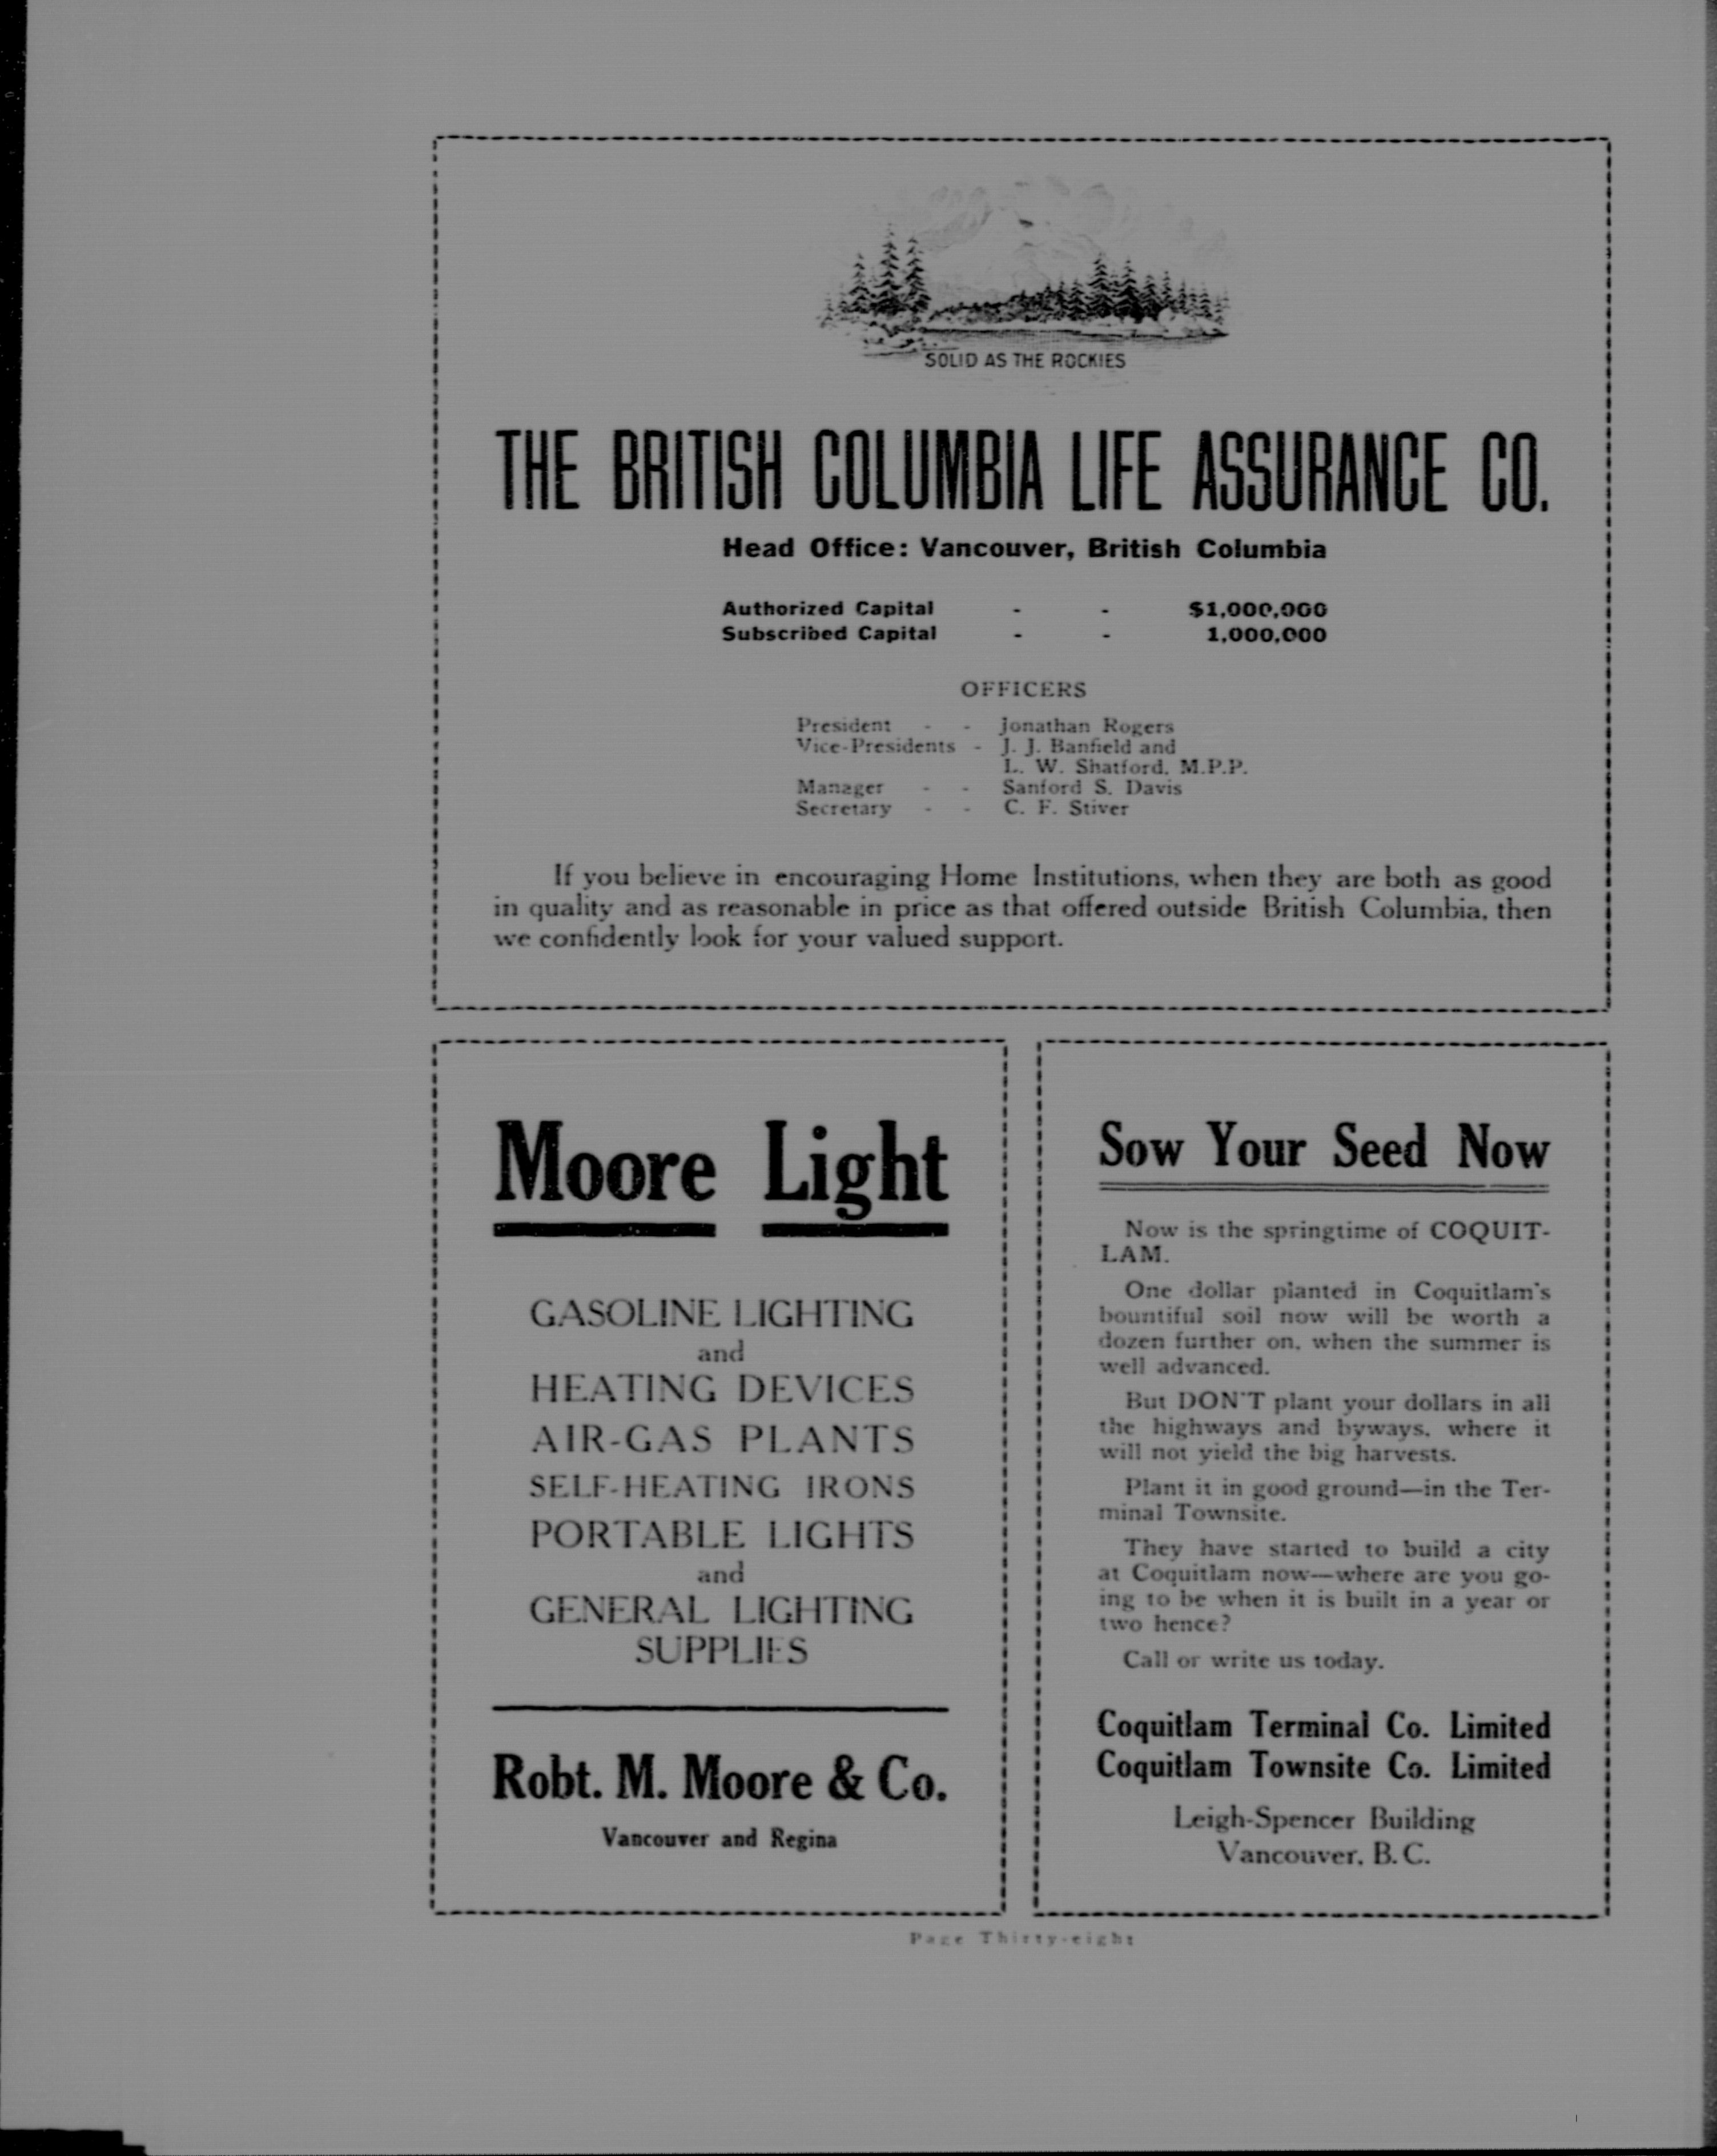 SOLID AS THE ROCKIES
THE BRITISH COLUMBIA LIFE ASSURANCE CO.
Head Office: Vancouver, British Columbia
Authorized Capital - - $1,000,000
Subscribed Capital - - 1,000,000
OFFICERS
President - - Jonathan Rogers
Vice-Presidents - J. J. Banfield and
L. W. Shatford, M.P.P.
Manager - - Sanford S. Davis
Secretary - - C. F. Stiver
If you believe in encouraging Home Institutions, when they are both as good
in quality and as reasonable in price as that offered outside British Columbia, then
we confidently look for your valued support.
Moore Light
GASOLINE LIGHTING
and
HEATING DEVICES
AIR-GAS PLANTS
SELF-HEATING IRONS
PORTABLE LIGHTS
and
GENERAL LIGHTING
SUPPLIES
Robt. M. Moore & Co.
Vancouver and Regina
Sow Your Seed Now
Now is the springtime of COQUIT-
LAM.
One dollar planted in Coquitlam's
bountiful soil now will be worth a
dozen further on, when the summer is
well advanced.
But DON'T plant your dollars in all
the highways and byways, where it
will not yield the big harvests.
Plant it in good ground—in the Ter-
minal Townsite.
They have started to build a city
at Coquitlam now—where are you go-
ing to be when it is built in a year or
two hence?
Call or write us today.
Coquitlam Terminal Co. Limited
Coquitlam Townsite Co. Limited
Leigh-Spencer Building
Vancouver, B.C.
Page Thirty-eight